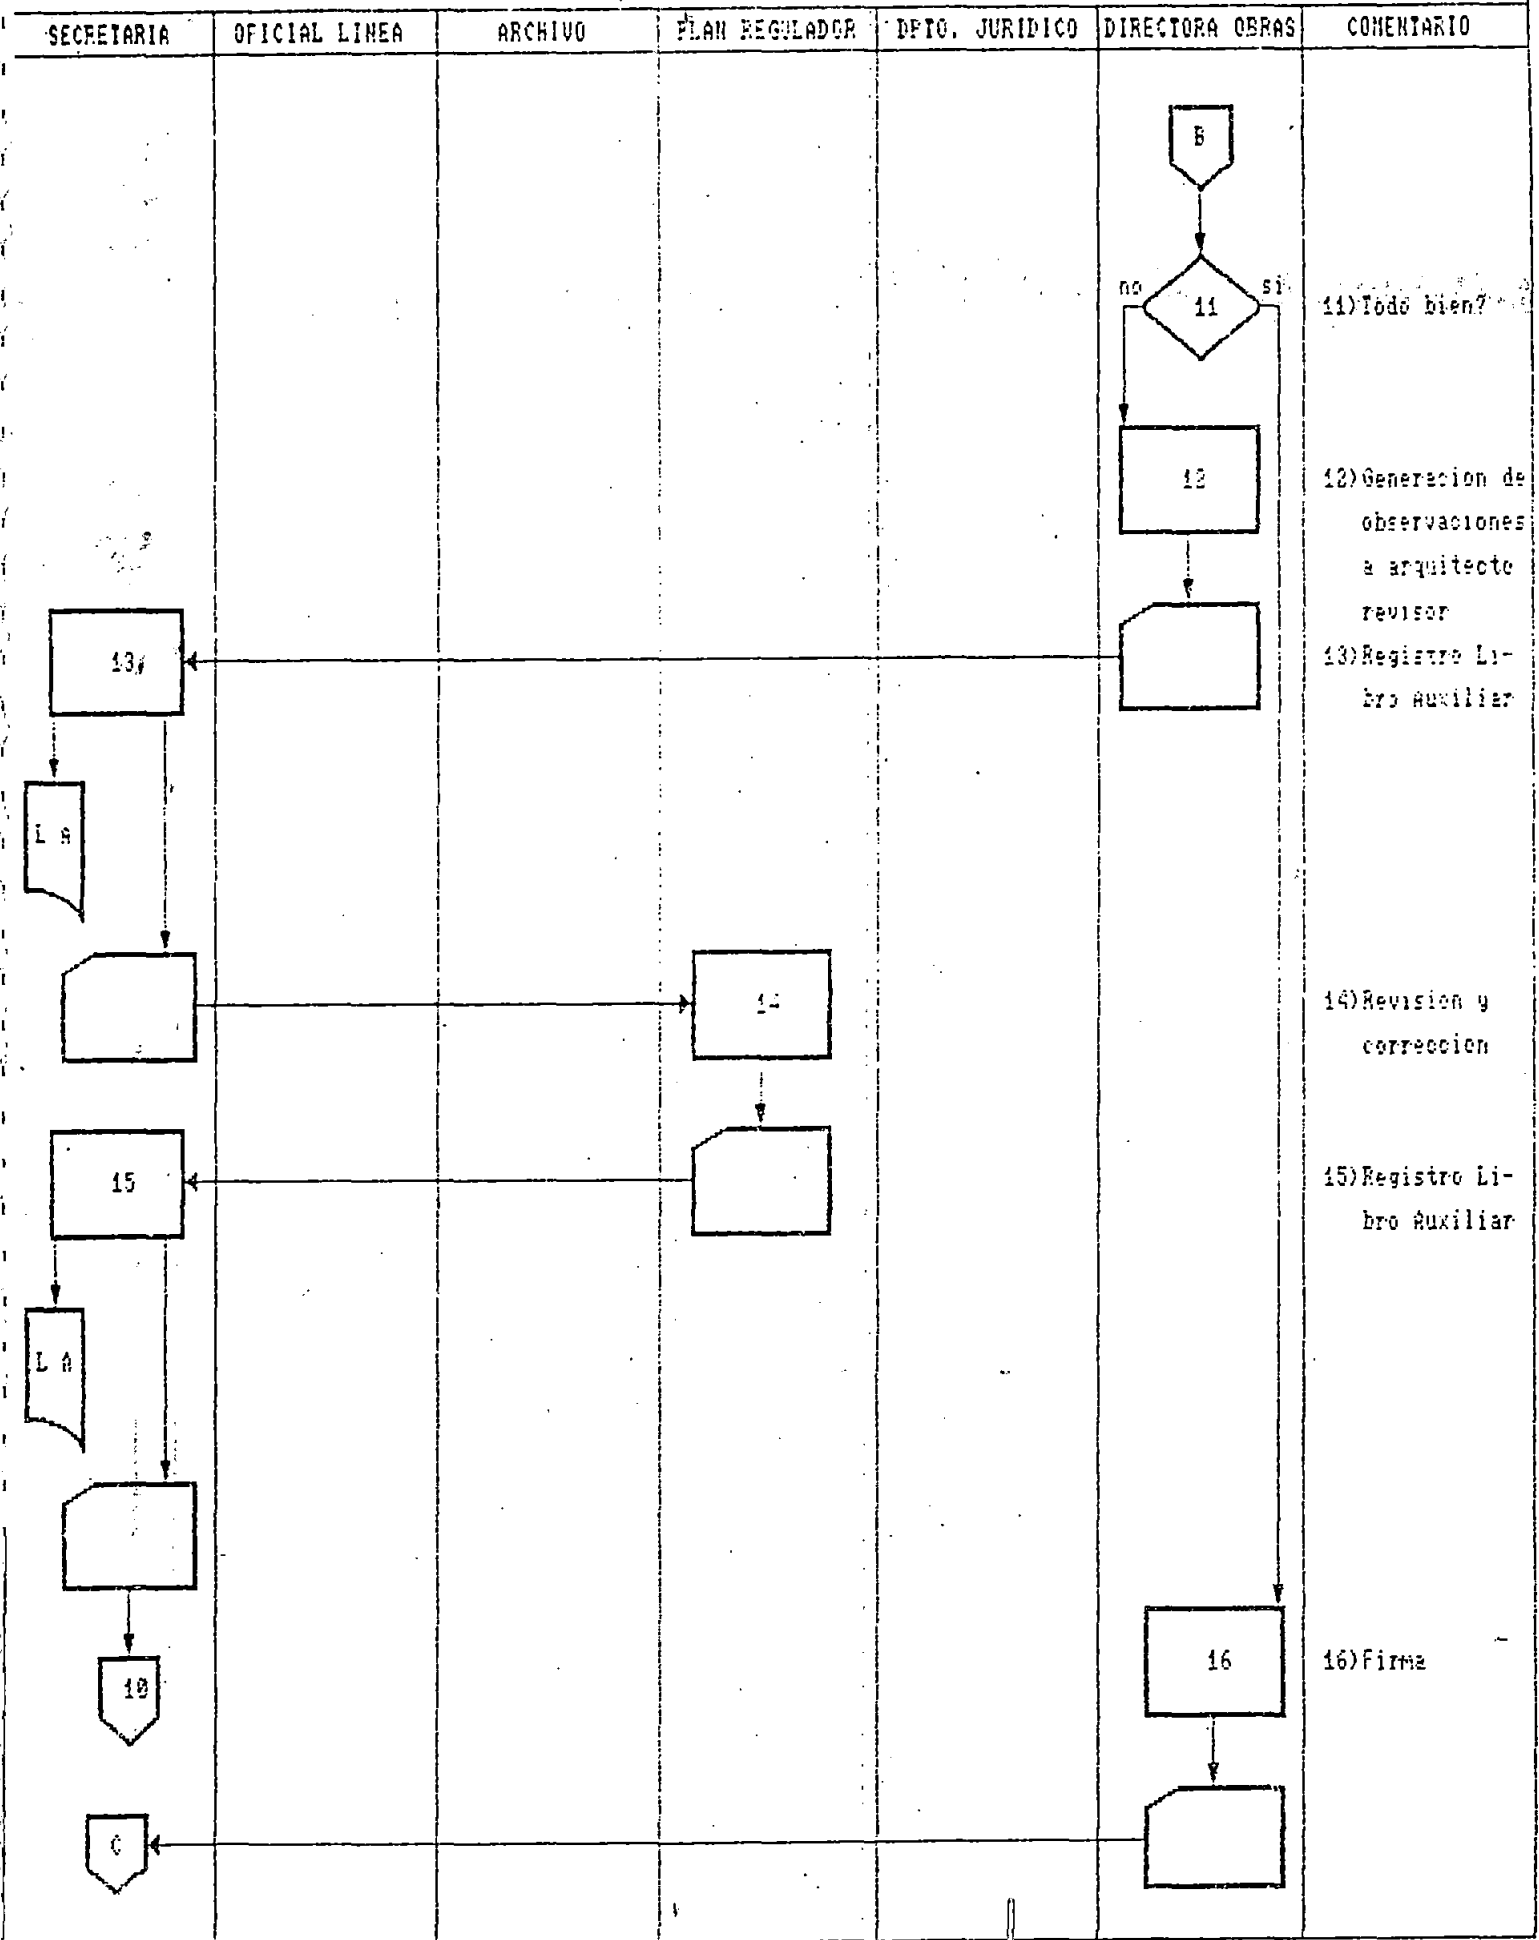 SECRETARIA
OFICIAL LINEA
ARCHIVO
PLAN REGULADOR
DPTO. JURIDICO
DIRECTORA OBRAS
COMENTARIO
B
no
si
11
11)Todo bien?
12
12)Generacion de
observaciones
a arquitecto
revisor
13
13)Registro Li-
bro Auxiliar
L A
14
14)Revision y
correccion
15
15)Registro Li-
bro Auxiliar
L A
16
16)Firma
10
C